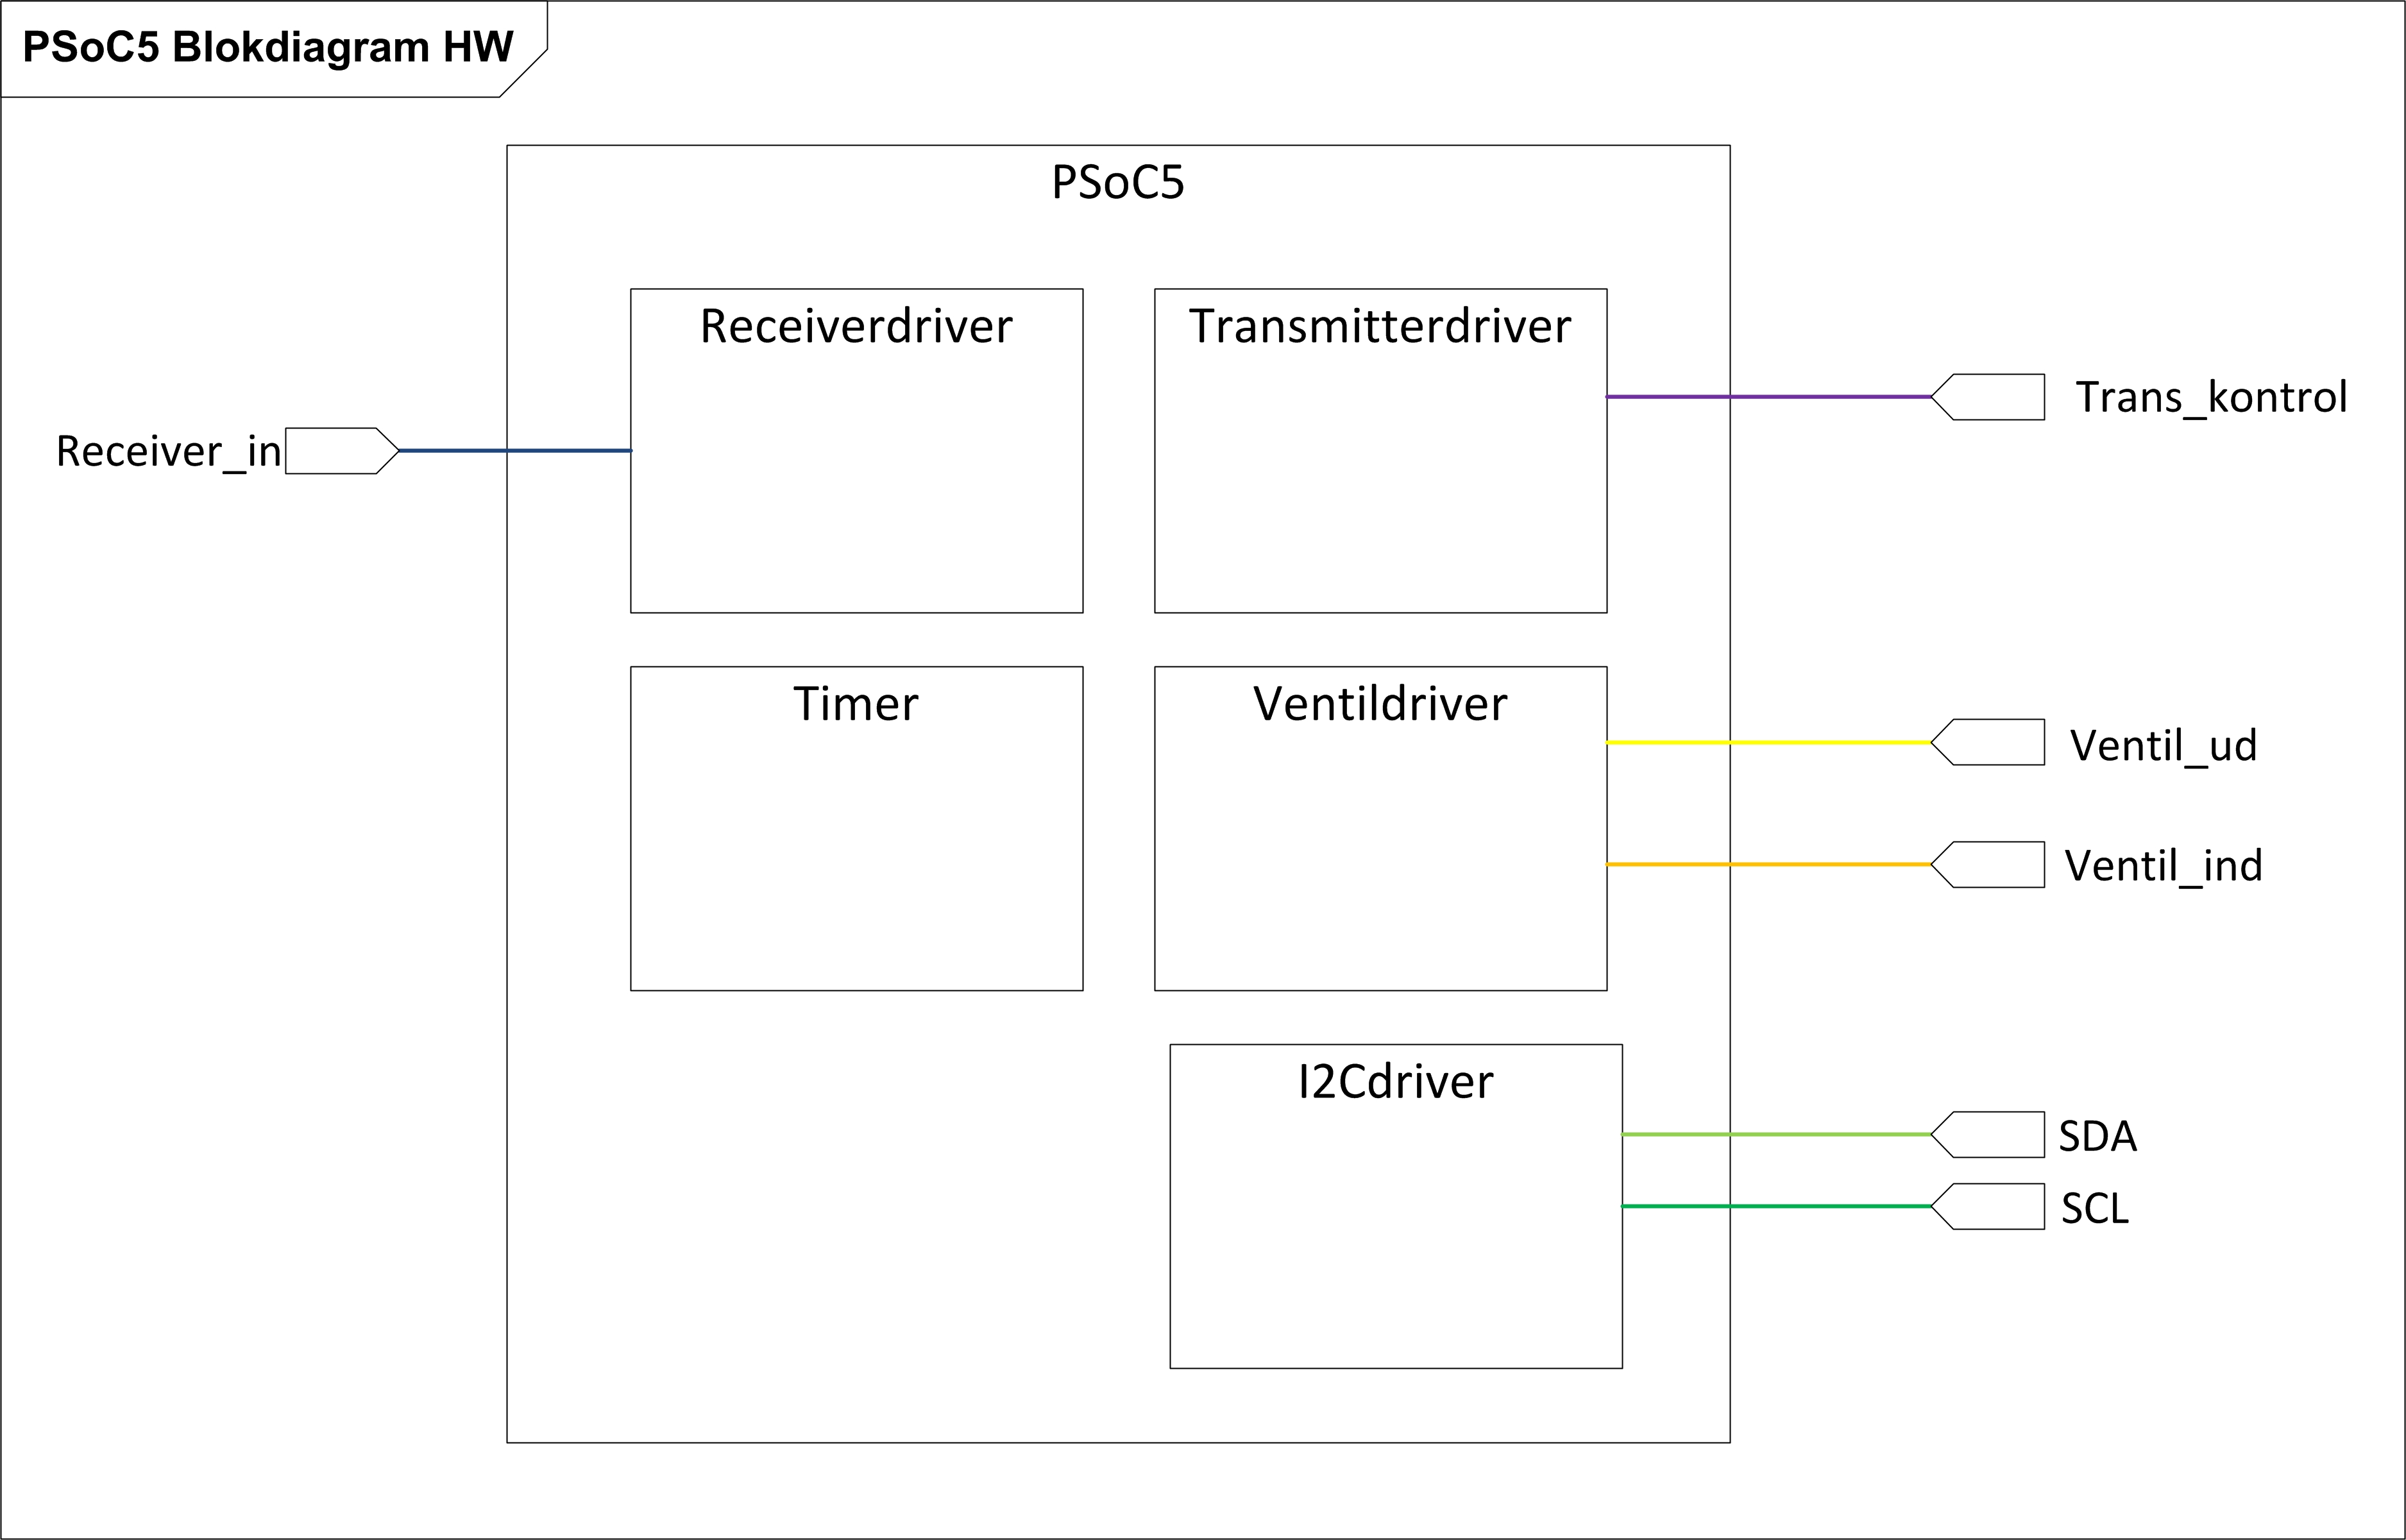 PSoC5 Blokdiagram HW
PSoC5
Receiverdriver
Transmitterdriver
Receiver_in
Trans_kontrol
Timer
Ventildriver
Ventil_ud
Ventil_ind
I2Cdriver
SDA
SCL